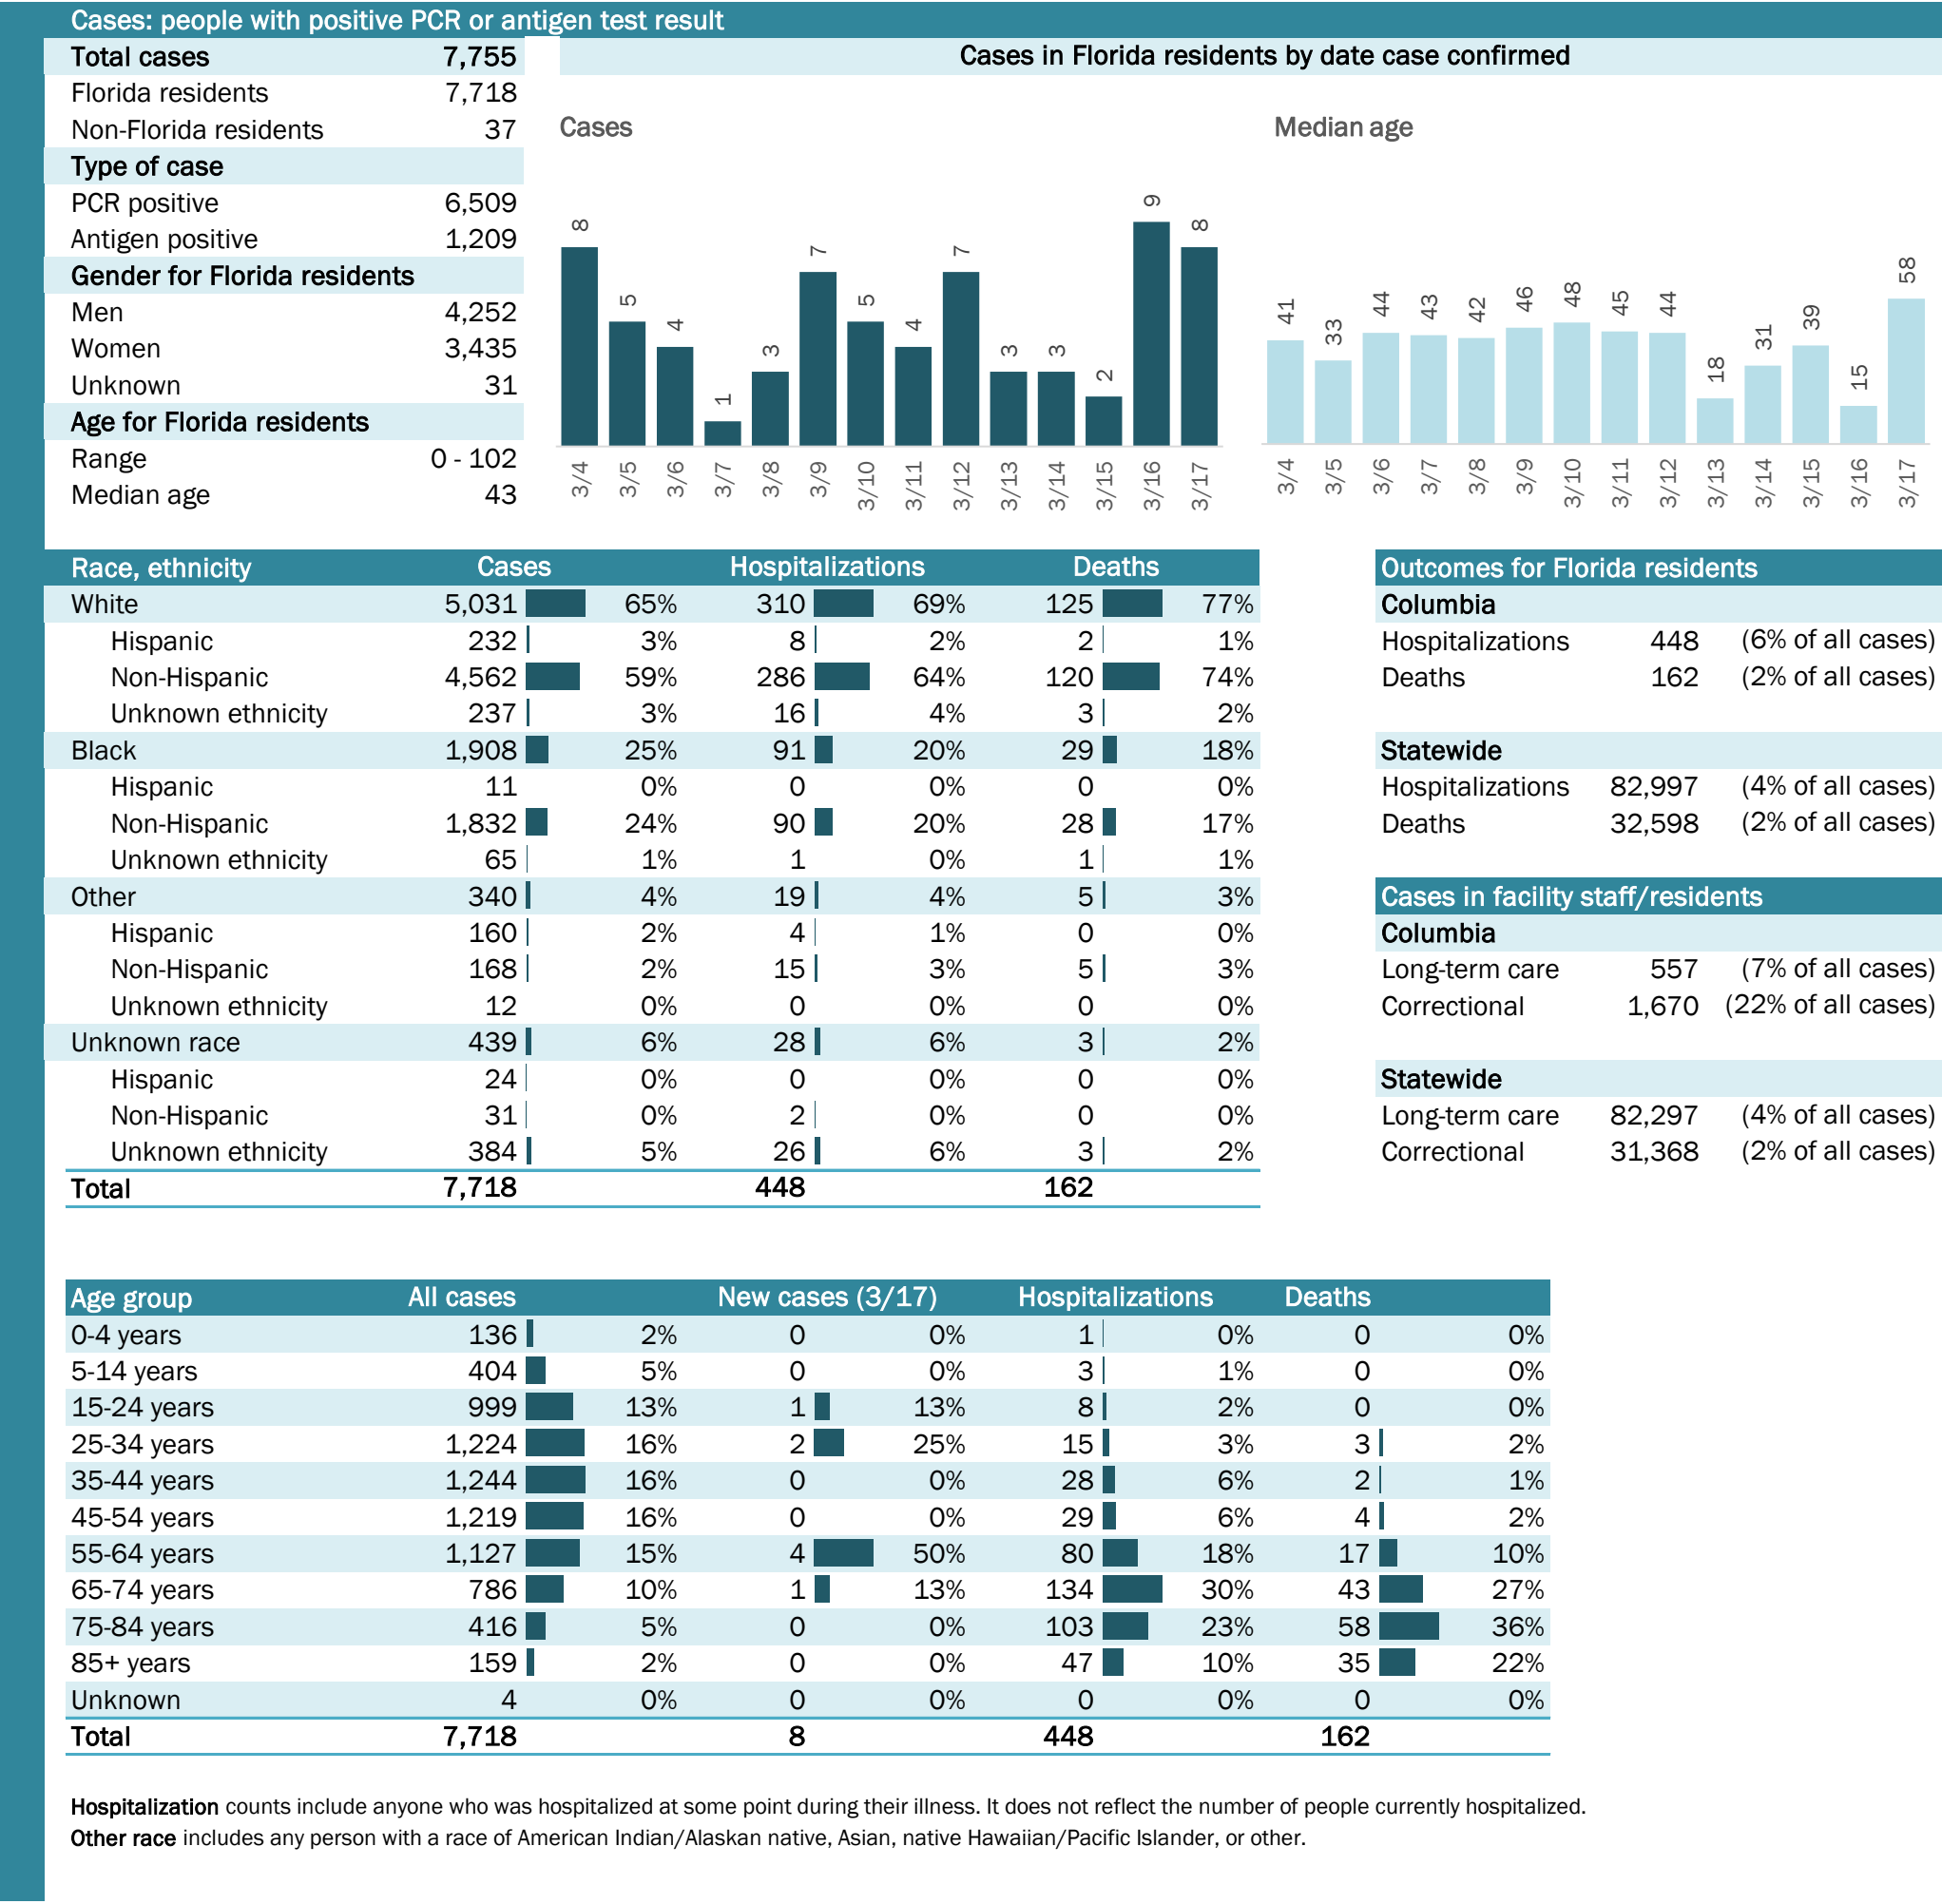 Cases: people with positive PCR or antigen test result
Total cases 7,755
Florida residents 7,718
Non-Florida residents 37
Type of case
PCR positive 6,509
Antigen positive 1,209
Gender for Florida residents
Men 4,252
Women 3,435
Unknown 31
Age for Florida residents
Range 0 - 102
Median age 43
Cases in Florida residents by date case confirmed
Cases
8 5 4 1 3 7 5 4 7 3 3 2 9 8
3/4 3/5 3/6 3/7 3/8 3/9 3/10 3/11 3/12 3/13 3/14 3/15 3/16 3/17
Median age
41 33 44 43 42 46 48 45 44 18 31 39 15 58
3/4 3/5 3/6 3/7 3/8 3/9 3/10 3/11 3/12 3/13 3/14 3/15 3/16 3/17
Race, ethnicity Cases Hospitalizations Deaths
White 5,031 65% 310 69% 125 77%
Hispanic 232 3% 8 2% 2 1%
Non-Hispanic 4,562 59% 286 64% 120 74%
Unknown ethnicity 237 3% 16 4% 3 2%
Black 1,908 25% 91 20% 29 18%
Hispanic 11 0% 0 0% 0 0%
Non-Hispanic 1,832 24% 90 20% 28 17%
Unknown ethnicity 65 1% 1 0% 1 1%
Other 340 4% 19 4% 5 3%
Hispanic 160 2% 4 1% 0 0%
Non-Hispanic 168 2% 15 3% 5 3%
Unknown ethnicity 12 0% 0 0% 0 0%
Unknown race 439 6% 28 6% 3 2%
Hispanic 24 0% 0 0% 0 0%
Non-Hispanic 31 0% 2 0% 0 0%
Unknown ethnicity 384 5% 26 6% 3 2%
Total 7,718 448 162
Outcomes for Florida residents
Columbia
Hospitalizations 448 (6% of all cases)
Deaths 162 (2% of all cases)
Statewide
Hospitalizations 82,997 (4% of all cases)
Deaths 32,598 (2% of all cases)
Cases in facility staff/residents
Columbia
Long-term care 557 (7% of all cases)
Correctional 1,670 (22% of all cases)
Statewide
Long-term care 82,297 (4% of all cases)
Correctional 31,368 (2% of all cases)
Age group All cases New cases (3/17) Hospitalizations Deaths
0-4 years 136 2% 0 0% 1 0% 0 0%
5-14 years 404 5% 0 0% 3 1% 0 0%
15-24 years 999 13% 1 13% 8 2% 0 0%
25-34 years 1,224 16% 2 25% 15 3% 3 2%
35-44 years 1,244 16% 0 0% 28 6% 2 1%
45-54 years 1,219 16% 0 0% 29 6% 4 2%
55-64 years 1,127 15% 4 50% 80 18% 17 10%
65-74 years 786 10% 1 13% 134 30% 43 27%
75-84 years 416 5% 0 0% 103 23% 58 36%
85+ years 159 2% 0 0% 47 10% 35 22%
Unknown 4 0% 0 0% 0 0% 0 0%
Total 7,718 8 448 162
Hospitalization counts include anyone who was hospitalized at some point during their illness. It does not reflect the number of people currently hospitalized.
Other race includes any person with a race of American Indian/Alaskan native, Asian, native Hawaiian/Pacific Islander, or other.